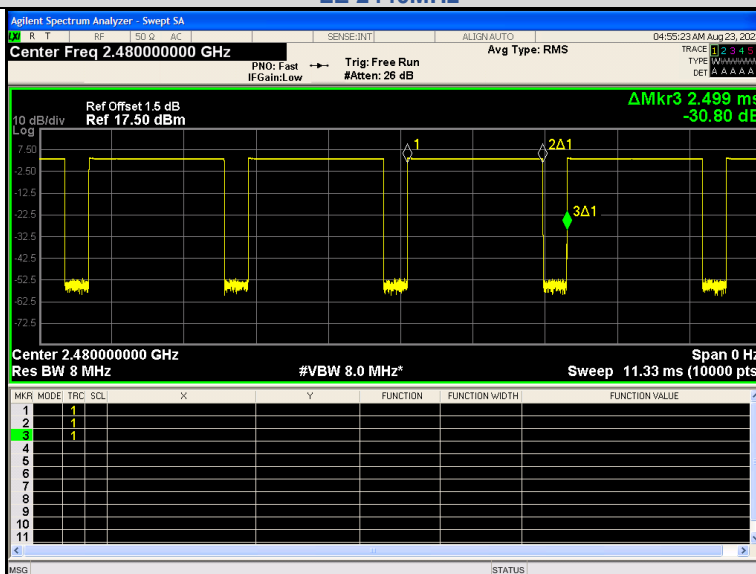 Agilent Spectrum Analyzer - Swept SA
LXI R T RF 50 Ω AC SENSE:INT ALIGN AUTO 04:55:23 AM Aug 23, 202
Center Freq 2.480000000 GHz
Avg Type: RMS
TRACE 1 2 3 4 5
PNO: Fast Trig: Free Run
TYPE W
IFGain:Low #Atten: 26 dB
DET A A A A A
Ref Offset 1.5 dB
ΔMkr3 2.499 ms
10 dB/div Ref 17.50 dBm
-30.80 dB
Log
7.50
-2.50
-12.5
-22.5
-32.5
-42.5
-52.5
-62.5
-72.5
1
2Δ1
3Δ1
Center 2.480000000 GHz Span 0 Hz
Res BW 8 MHz #VBW 8.0 MHz* Sweep 11.33 ms (10000 pts
MKR MODE TRC SCL X Y FUNCTION FUNCTION WIDTH FUNCTION VALUE
1 1
2 1
3 1
4
5
6
7
8
9
10
11
MSG STATUS